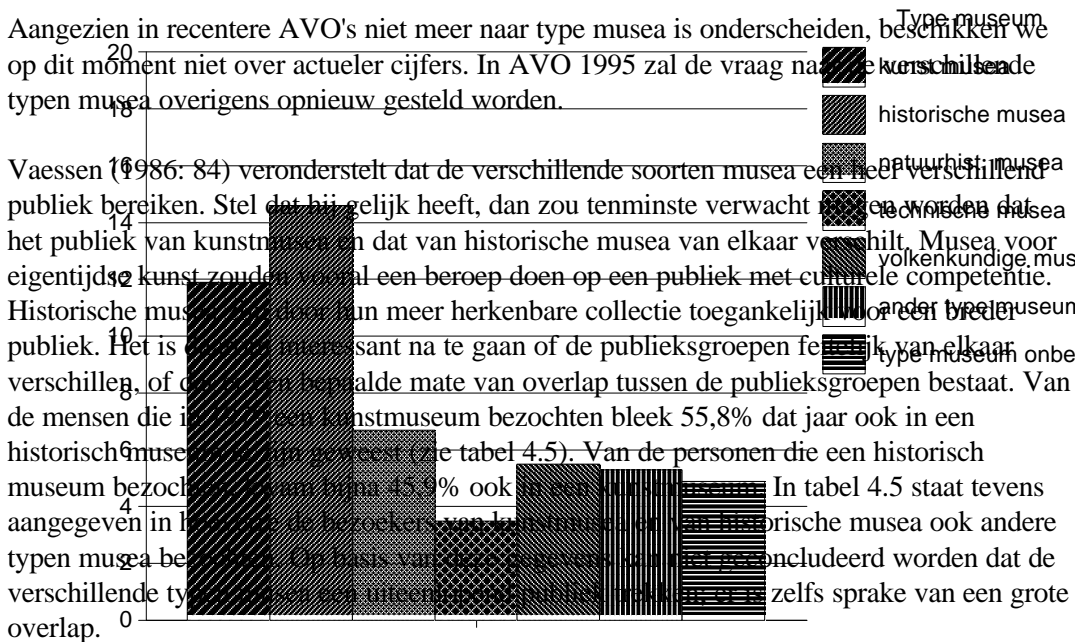 Aangezien in recentere AVO's niet meer naar type musea is onderscheiden, beschikken we
op dit moment niet over actueler cijfers. In AVO 1995 zal de vraag naar de verschillende
typen musea overigens opnieuw gesteld worden.
Vaessen (1986: 84) veronderstelt dat de verschillende soorten musea een heel verschillend
publiek bereiken. Stel dat hij gelijk heeft, dan zou tenminste verwacht mogen worden dat
het publiek van kunstmusea en dat van historische musea van elkaar verschilt. Musea voor
eigentijdse kunst zouden vooral een beroep doen op een publiek met culturele competentie.
Historische musea zijn door hun meer herkenbare collectie toegankelijk voor een breder
publiek. Het is interessant na te gaan of de publieksgroepen feitelijk van elkaar
verschillen, of dat er een bepaalde mate van overlap tussen de publieksgroepen bestaat. Van
de mensen die in een kunstmuseum bezochten bleek 55,8% dat jaar ook in een
historisch museum te zijn geweest (zie tabel 4.5). Van de personen die een historisch
museum bezochten kwam bijna 45,9% ook in een kunstmuseum. In tabel 4.5 staat tevens
aangegeven in hoeverre de bezoekers van kunstmusea en van historische musea ook andere
typen musea bezochten. Op basis van deze gegevens kan niet geconcludeerd worden dat de
verschillende typen musea een uiteenlopend publiek trekken, er is zelfs sprake van een grote
overlap.
20
18
16
14
12
10
8
6
4
2
0
Type museum
kunstmusea
historische musea
natuurhist. musea
technische musea
volkenkundige mus
ander type museum
type museum onbe